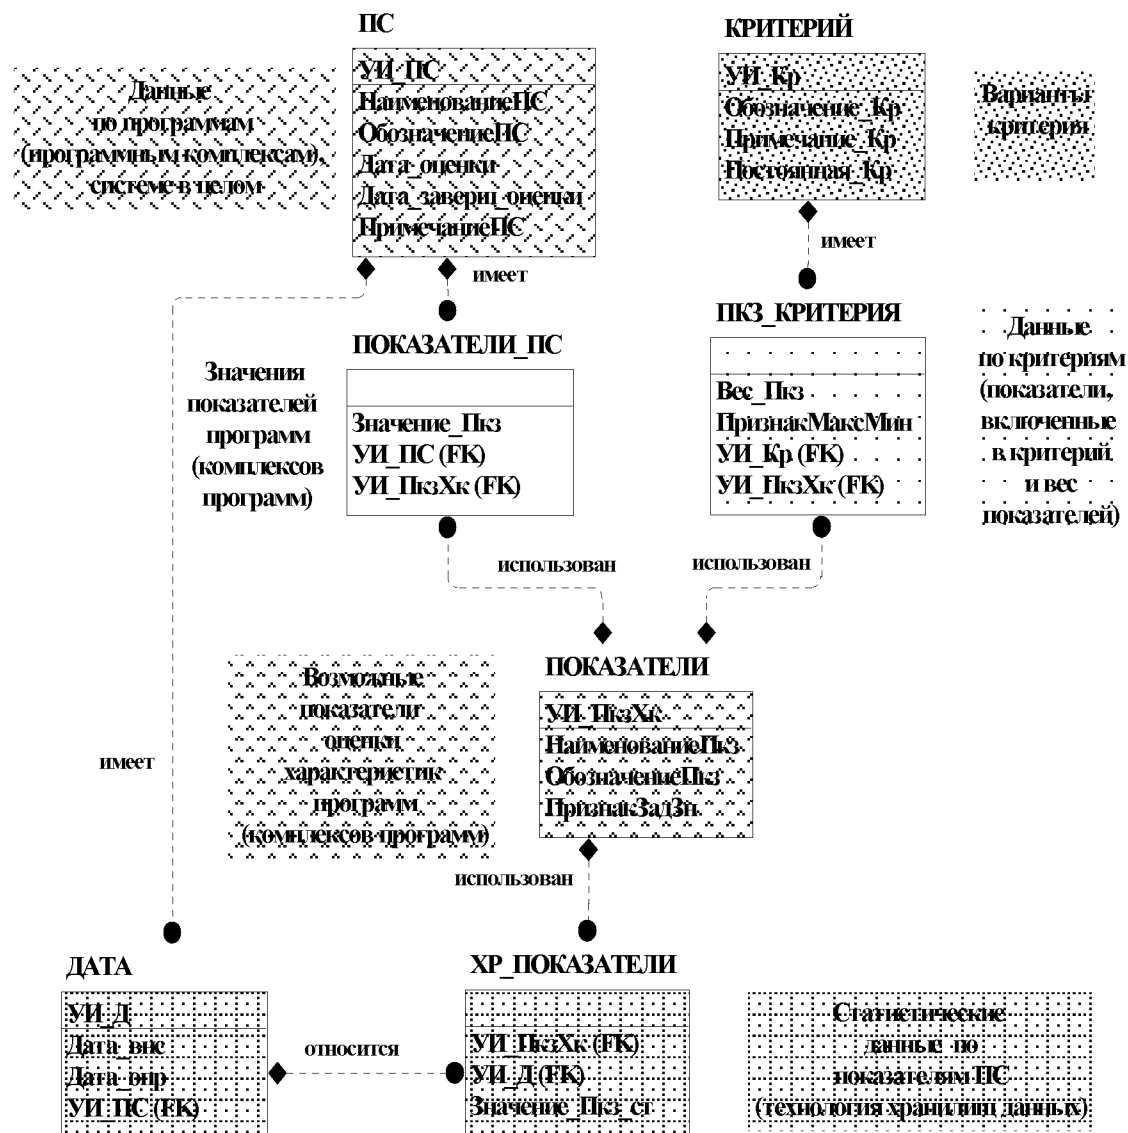 ПС
УИ_ПС
НаименованиеПС
ОбозначениеПС
Дата_оценки
Дата_заверш_оценки
ПримечаниеПС
Данные
по программам
(программным комплексам),
системе в целом
КРИТЕРИЙ
УИ_Кр
Обозначение_Кр
Примечание_Кр
Постоянная_Кр
Варианты
критерия
имеет
имеет
ПОКАЗАТЕЛИ_ПС
Значение_Пкз
УИ_ПС (FK)
УИ_ПкзХк (FK)
Значения
показателей
программ
(комплексов
программ)
ПКЗ_КРИТЕРИЯ
Вес_Пкз
ПризнакМаксМин
УИ_Кр (FK)
УИ_ПкзХк (FK)
Данные
по критериям
(показатели,
включенные
в критерий
и вес
показателей)
использован
использован
Возможные
показатели
оценки
характеристик
программ
(комплексов программ)
ПОКАЗАТЕЛИ
УИ_ПкзХк
НаименованиеПкз
ОбозначениеПкз
ПризнакЗадЗн
имеет
использован
ДАТА
УИ_Д
Дата_внс
Дата_опр
УИ_ПС (FK)
относится
ХР_ПОКАЗАТЕЛИ
УИ_ПкзХк (FK)
УИ_Д (FK)
Значение_Пкз_ст
Статистические
данные по
показателям ПС
(технология хранилищ данных)